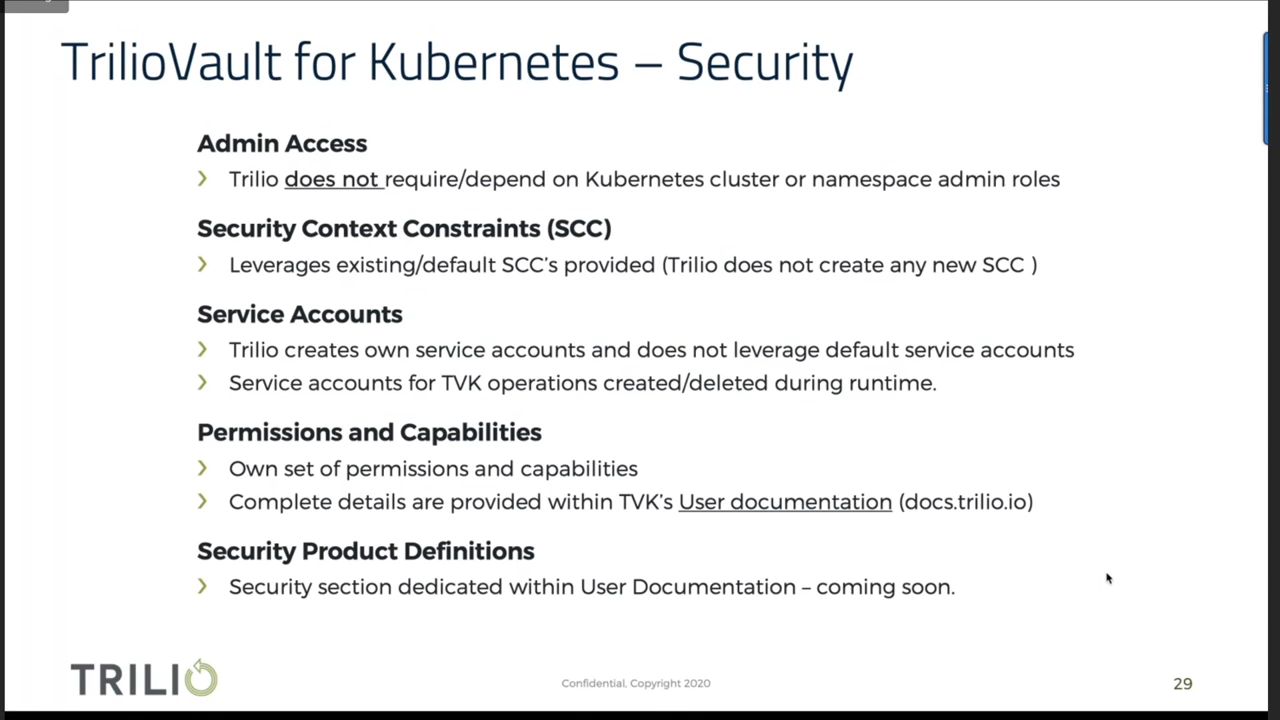 TrilioVault for Kubernetes – Security
Admin Access
Trilio does not require/depend on Kubernetes cluster or namespace admin roles
Security Context Constraints (SCC)
Leverages existing/default SCC's provided (Trilio does not create any new SCC )
Service Accounts
Trilio creates own service accounts and does not leverage default service accounts
Service accounts for TVK operations created/deleted during runtime.
Permissions and Capabilities
Own set of permissions and capabilities
Complete details are provided within TVK's User documentation (docs.trilio.io)
Security Product Definitions
Security section dedicated within User Documentation – coming soon.
TRILIO
Confidential, Copyright 2020
29